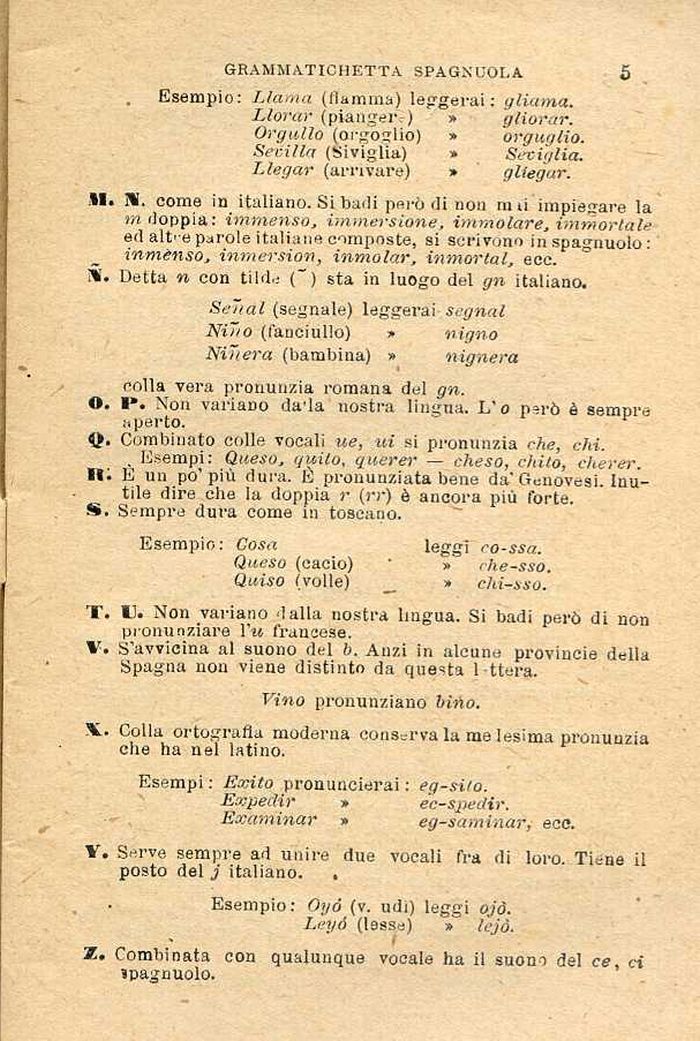 GRAMMATICHETTA SPAGNUOLA 5
Esempio: Llama (fiamma) leggerai: gliama.
Llorar (piangere) » gliorar.
Orgullo (orgoglio) » orguglio.
Sevilla (Siviglia) » Seviglia.
Llegar (arrivare) » gliegar.
M. N. come in italiano. Si badi però di non mai impiegare la
m doppia: immenso, immersione, immolare, immortale
ed altre parole italiane composte, si scrivono in spagnuolo:
inmenso, inmersion, inmolar, inmortal, ecc.
Ñ. Detta n con tilde (~) sta in luogo del gn italiano.
Señal (segnale) leggerai segnal
Niño (fanciullo) » nigno
Niñera (bambina) » nignera
colla vera pronunzia romana del gn.
O. P. Non variano dalla nostra lingua. L'o però è sempre
aperto.
Q. Combinato colle vocali ue, ui si pronunzia che, chi.
Esempi: Queso, quito, querer — cheso, chito, cherer.
R. È un po' più dura. È pronunziata bene da' Genovesi. Inu-
tile dire che la doppia r (rr) è ancora più forte.
S. Sempre dura come in toscano.
Esempio: Cosa leggi co-ssa.
Queso (cacio) » che-sso.
Quiso (volle) » chi-sso.
T. U. Non variano dalla nostra lingua. Si badi però di non
pronunziare l'u francese.
V. S'avvicina al suono del b. Anzi in alcune provincie della
Spagna non viene distinto da questa lettera.
Vino pronunziano bino.
X. Colla ortografia moderna conserva la medesima pronunzia
che ha nel latino.
Esempi: Exito pronuncierai: eg-sito.
Expedir » ec-spedir.
Examinar » eg-saminar, ecc.
Y. Serve sempre ad unire due vocali fra di loro. Tiene il
posto del j italiano.
Esempio: Oyó (v. udì) leggi ojò.
Leyó (lesse) » lejò.
Z. Combinata con qualunque vocale ha il suono del ce, ci
spagnuolo.